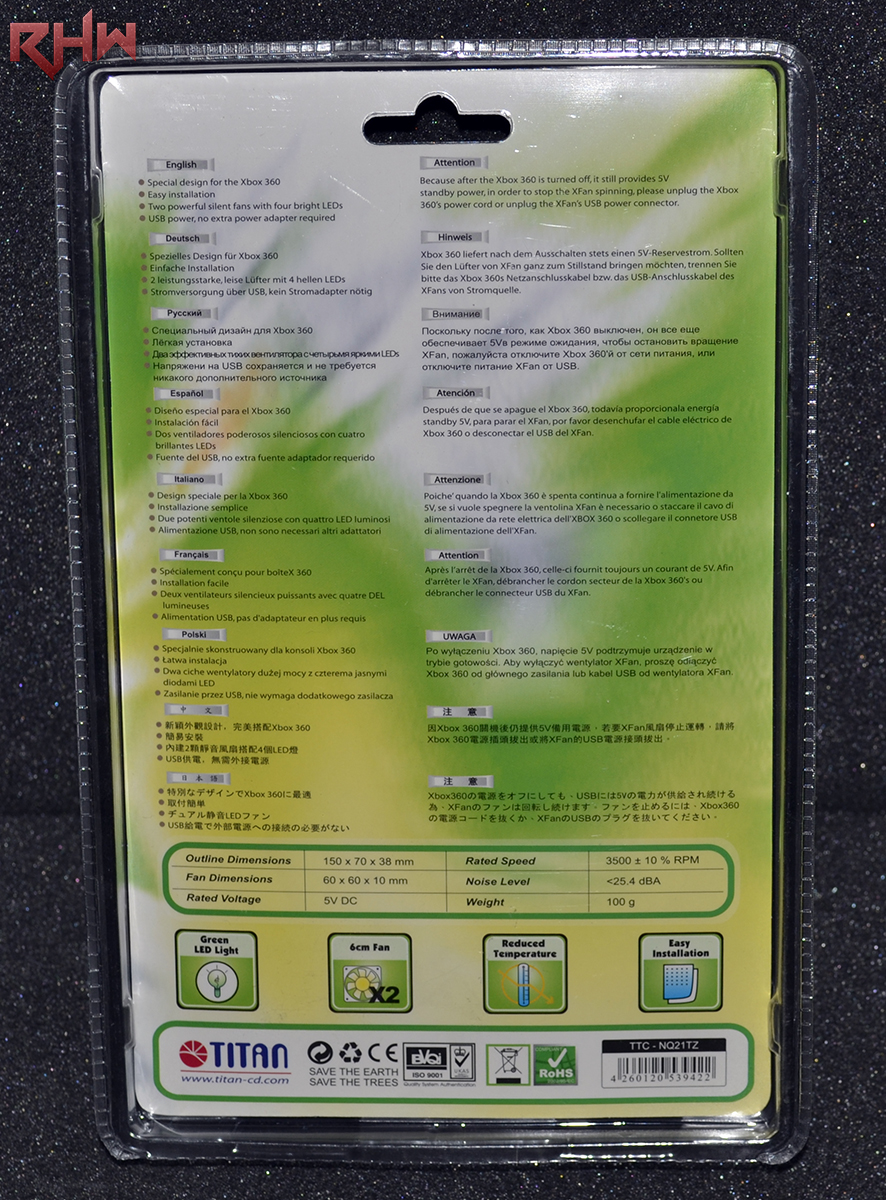 RHW
English
Special design for the Xbox 360
Easy installation
Two powerful silent fans with four bright LEDs
USB power, no extra power adapter required
Attention
Because after the Xbox 360 is turned off, it still provides 5V
standby power, in order to stop the XFan spinning, please unplug the Xbox
360's power cord or unplug the XFan's USB power connector.
Deutsch
Spezielles Design für Xbox 360
Einfache Installation
2 leistungsstarke, leise Lüfter mit 4 hellen LEDs
Stromversorgung über USB, kein Stromadapter nötig
Hinweis
Xbox 360 liefert nach dem Ausschalten stets einen 5V-Reservestrom. Sollten
Sie den Lüfter von XFan ganz zum Stillstand bringen möchten, trennen Sie
bitte das Xbox 360s Netzanschlusskabel bzw. das USB-Anschlusskabel des
XFans von Stromquelle.
Русский
Специальный дизайн для Xbox 360
Лёгкая установка
Два эффективных тихих вентилятора с четырьмя яркими LEDs
Напряжени на USB сохраняется и не требуется
никакого дополнительного источника
Внимание
Поскольку после того, как Xbox 360 выключен, он все еще
обеспечивает 5V в режиме ожидания, чтобы остановить вращение
XFan, пожалуйста отключите Xbox 360'й от сети питания, или
отключите питание XFan от USB.
Español
Diseño especial para el Xbox 360
Instalación fácil
Dos ventiladores poderosos silenciosos con cuatro
brillantes LEDs
Fuente del USB, no extra fuente adaptador requerido
Atención
Después de que se apague el Xbox 360, todavía proporcionala energía
standby 5V, para parar el XFan, por favor desenchufar el cable eléctrico de
Xbox 360 o desconectar el USB del XFan.
Italiano
Design speciale per la Xbox 360
Installazione semplice
Due potenti ventole silenziose con quattro LED luminosi
Alimentazione USB, non sono necessari altri adattatori
Attenzione
Poiche' quando la Xbox 360 è spenta continua a fornire l'alimentazione da
5V, se si vuole spegnere la ventolina XFan è necessario o staccare il cavo di
alimentazione da rete elettrica dell'XBOX 360 o scollegare il connetore USB
di alimentazione dell'XFan.
Français
Spécialement conçu pour boîteX 360
Installation facile
Deux ventilateurs silencieux puissants avec quatre DEL
lumineuses
Alimentation USB, pas d'adaptateur en plus requis
Attention
Après l'arrêt de la Xbox 360, celle-ci fournit toujours un courant de 5V. Afin
d'arrêter le XFan, débrancher le cordon secteur de la Xbox 360's ou
débrancher le connecteur USB du XFan.
Polski
Specjalnie skonstruowany dla konsoli Xbox 360
Łatwa instalacja
Dwa ciche wentylatory dużej mocy z czterema jasnymi
diodami LED
Zasilanie przez USB, nie wymaga dodatkowego zasilacza
UWAGA
Po wyłączeniu Xbox 360, napięcie 5V podtrzymuje urządzenie w
trybie gotowości. Aby wyłączyć wentylator XFan, proszę odłączyć
Xbox 360 od głównego zasilania lub kabel USB od wentylatora XFan.
中 文
新穎外觀設計，完美搭配Xbox 360
簡易安裝
內建2顆靜音風扇搭配4個LED燈
USB供電，無需外接電源
注 意
因Xbox 360關機後仍提供5V備用電源，若要XFan風扇停止運轉，請將
Xbox 360電源插頭拔出或將XFan的USB電源接頭拔出。
日 本 語
特別なデザインでXbox 360に最適
取付簡単
デュアル静音LEDファン
USB給電で外部電源への接続の必要がない
注 意
Xbox360の電源をオフにしても、USBには5Vの電力が供給され続ける
為、XFanのファンは回転し続けます。ファンを止めるには、Xbox360
の電源コードを抜くか、XFanのUSBのプラグを抜いてください。
Outline Dimensions 150 x 70 x 38 mm Rated Speed 3500 ± 10 % RPM
Fan Dimensions 60 x 60 x 10 mm Noise Level <25.4 dBA
Rated Voltage 5V DC Weight 100 g
Green
LED Light
6cm Fan
X2
Reduced
Temperature
Easy
Installation
TITAN
www.titan-cd.com
SAVE THE EARTH
SAVE THE TREES
CE
BVQi
ISO 9001
UKAS
Quality System Authentication
RoHS
TTC - NQ21TZ
4 260120 539422